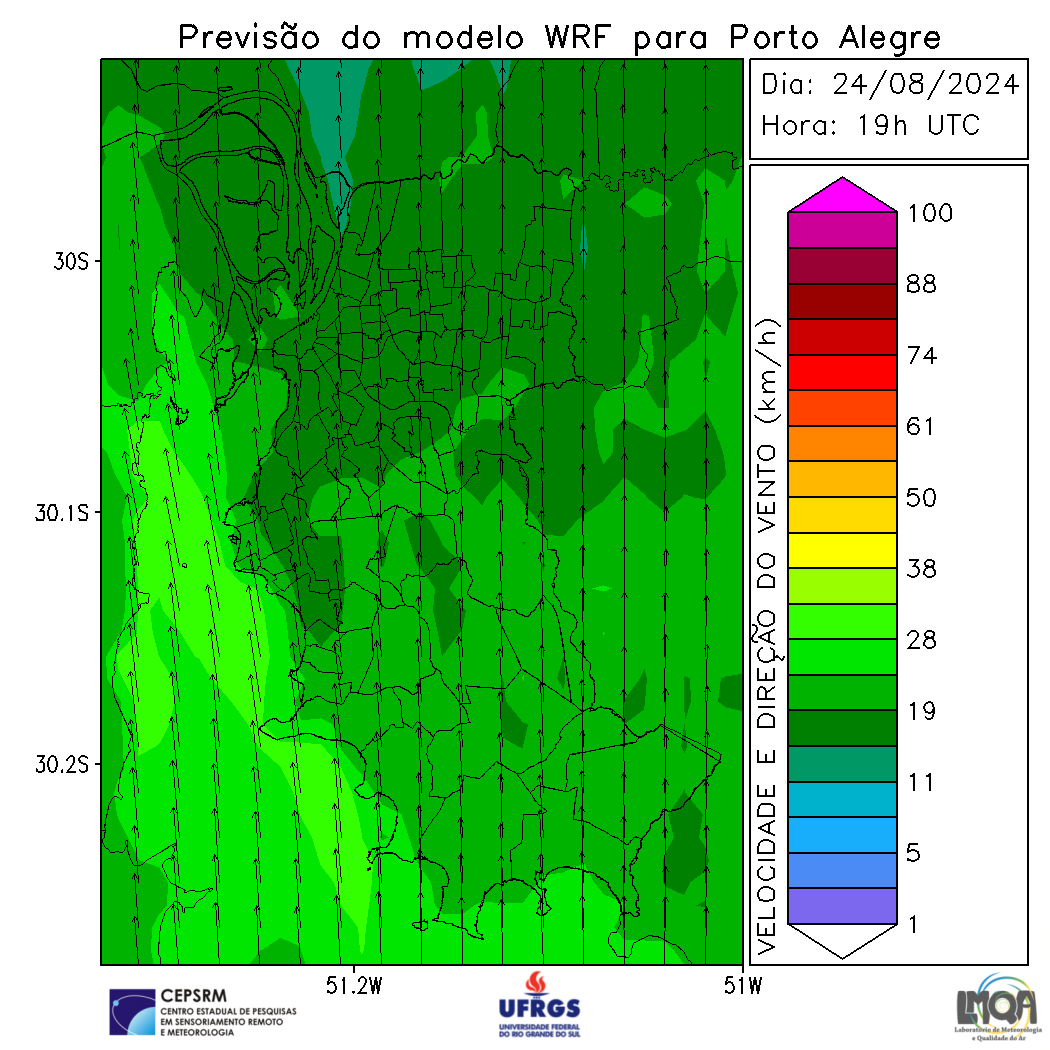 Previsão do modelo WRF para Porto Alegre
Dia: 24/08/2024
Hora: 19h UTC
30S
30.1S
30.2S
51.2W
51W
VELOCIDADE E DIREÇÃO DO VENTO (km/h)
100
88
74
61
50
38
28
19
11
5
1
CEPSRM
CENTRO ESTADUAL DE PESQUISAS
EM SENSORIAMENTO REMOTO
E METEOROLOGIA
UFRGS
UNIVERSIDADE FEDERAL
DO RIO GRANDE DO SUL
LMQA
Laboratório de Meteorologia
e Qualidade do Ar